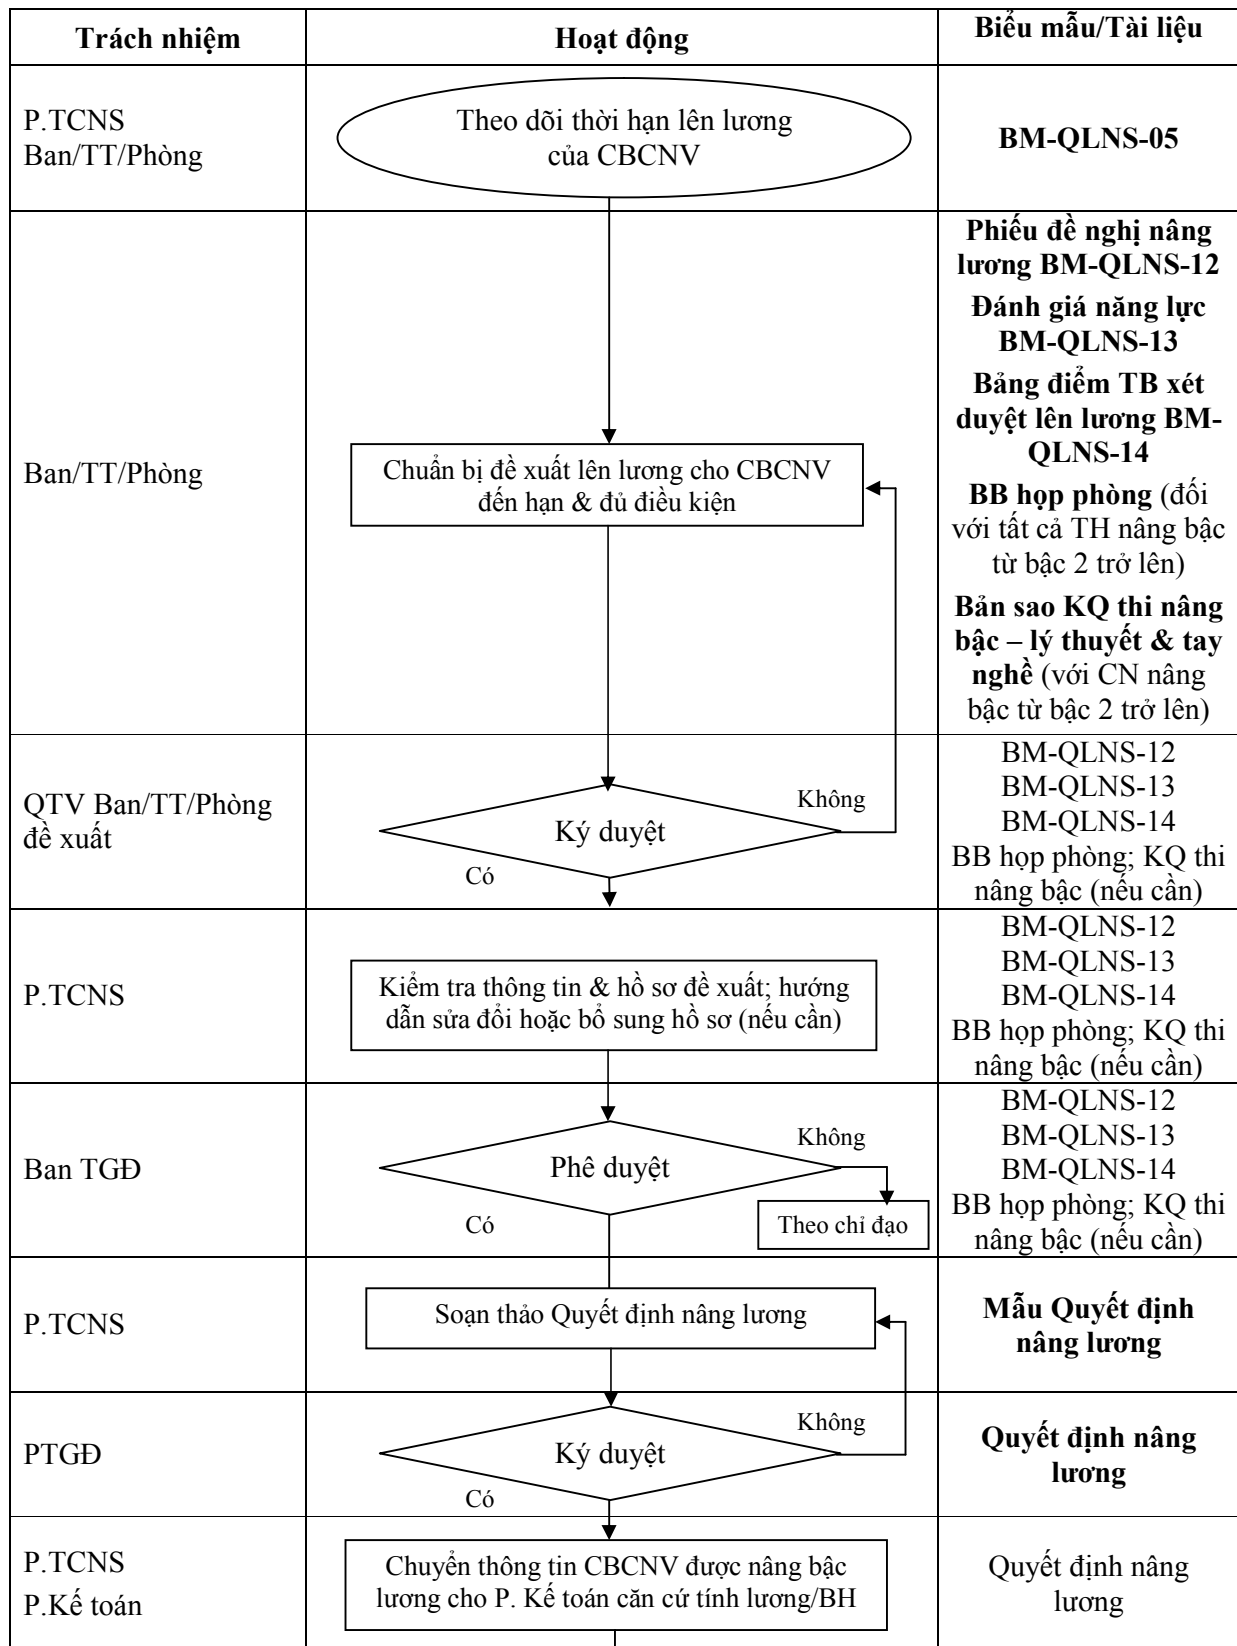 Trách nhiệm
Hoạt động
Biểu mẫu/Tài liệu
P.TCNS
Ban/TT/Phòng
Theo dõi thời hạn lên lương
của CBCNV
BM-QLNS-05
Ban/TT/Phòng
Chuẩn bị đề xuất lên lương cho CBCNV
đến hạn & đủ điều kiện
Phiếu đề nghị nâng
lương BM-QLNS-12
Đánh giá năng lực
BM-QLNS-13
Bảng điểm TB xét
duyệt lên lương BM-
QLNS-14
BB họp phòng (đối
với tất cả TH nâng bậc
từ bậc 2 trở lên)
Bản sao KQ thi nâng
bậc – lý thuyết & tay
nghề (với CN nâng
bậc từ bậc 2 trở lên)
QTV Ban/TT/Phòng
đề xuất
Ký duyệt
Không
Có
BM-QLNS-12
BM-QLNS-13
BM-QLNS-14
BB họp phòng; KQ thi
nâng bậc (nếu cần)
P.TCNS
Kiểm tra thông tin & hồ sơ đề xuất; hướng
dẫn sửa đổi hoặc bổ sung hồ sơ (nếu cần)
BM-QLNS-12
BM-QLNS-13
BM-QLNS-14
BB họp phòng; KQ thi
nâng bậc (nếu cần)
Ban TGĐ
Phê duyệt
Không
Có
Theo chỉ đạo
BM-QLNS-12
BM-QLNS-13
BM-QLNS-14
BB họp phòng; KQ thi
nâng bậc (nếu cần)
P.TCNS
Soạn thảo Quyết định nâng lương
Mẫu Quyết định
nâng lương
PTGĐ
Ký duyệt
Không
Có
Quyết định nâng
lương
P.TCNS
P.Kế toán
Chuyển thông tin CBCNV được nâng bậc
lương cho P. Kế toán căn cứ tính lương/BH
Quyết định nâng
lương